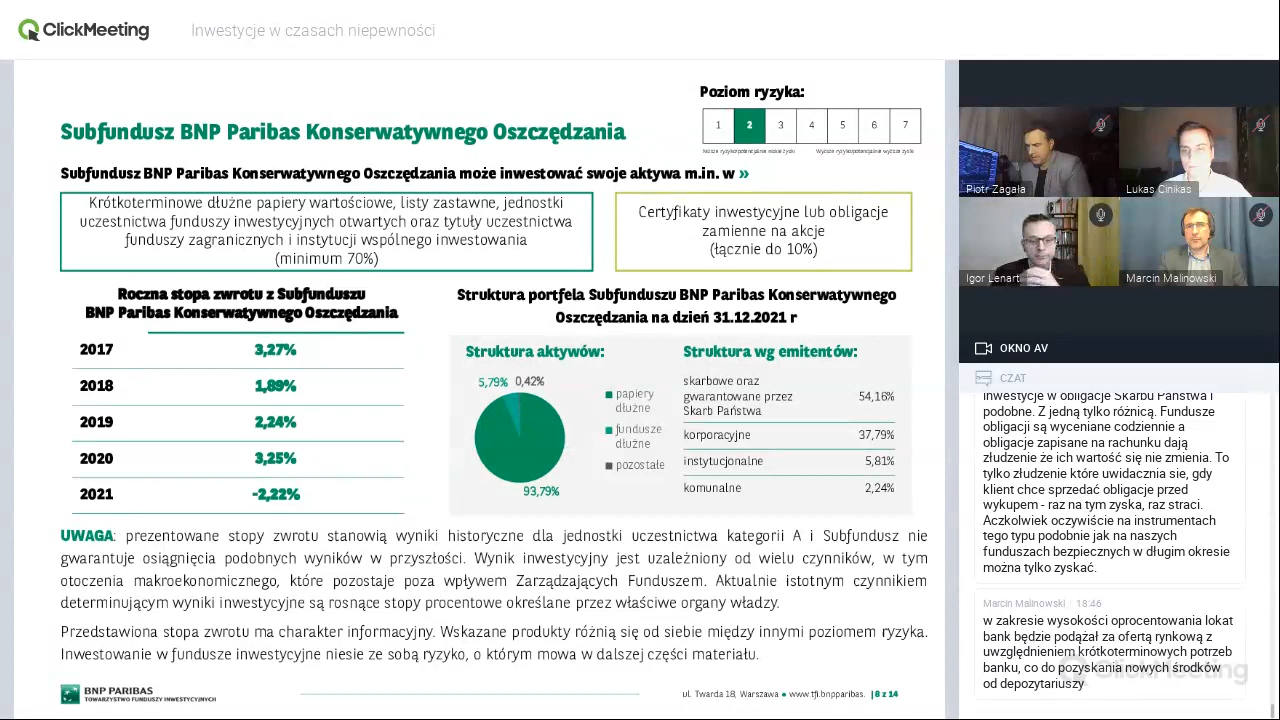 ClickMeeting
Inwestycje w czasach niepewności
Poziom ryzyka:
1 2 3 4 5 6 7
Niższe ryzyko/potencjalnie niższe zyski Wyższe ryzyko/potencjalnie wyższe zyski
Subfundusz BNP Paribas Konserwatywnego Oszczędzania
Subfundusz BNP Paribas Konserwatywnego Oszczędzania może inwestować swoje aktywa m.in. w »
Krótkoterminowe dłużne papiery wartościowe, listy zastawne, jednostki
uczestnictwa funduszy inwestycyjnych otwartych oraz tytuły uczestnictwa
funduszy zagranicznych i instytucji wspólnego inwestowania
(minimum 70%)
Certyfikaty inwestycyjne lub obligacje
zamienne na akcje
(łącznie do 10%)
Roczna stopa zwrotu z Subfunduszu
BNP Paribas Konserwatywnego Oszczędzania
2017 3,27%
2018 1,89%
2019 2,24%
2020 3,25%
2021 -2,22%
Struktura portfela Subfunduszu BNP Paribas Konserwatywnego
Oszczędzania na dzień 31.12.2021 r
Struktura aktywów:
5,79% 0,42%
93,79%
papiery
dłużne
fundusze
dłużne
pozostałe
Struktura wg emitentów:
skarbowe oraz
gwarantowane przez 54,16%
Skarb Państwa
korporacyjne 37,79%
instytucjonalne 5,81%
komunalne 2,24%
UWAGA: prezentowane stopy zwrotu stanowią wyniki historyczne dla jednostki uczestnictwa kategorii A i Subfundusz nie
gwarantuje osiągnięcia podobnych wyników w przyszłości. Wynik inwestycyjny jest uzależniony od wielu czynników, w tym
otoczenia makroekonomicznego, które pozostaje poza wpływem Zarządzających Funduszem. Aktualnie istotnym czynnikiem
determinującym wyniki inwestycyjne są rosnące stopy procentowe określane przez właściwe organy władzy.
Przedstawiona stopa zwrotu ma charakter informacyjny. Wskazane produkty różnią się od siebie między innymi poziomem ryzyka.
Inwestowanie w fundusze inwestycyjne niesie ze sobą ryzyko, o którym mowa w dalszej części materiału.
BNP PARIBAS
TOWARZYSTWO FUNDUSZY INWESTYCYJNYCH
ul. Twarda 18, Warszawa • www.tfi.bnpparibas. | 8 z 14
Piotr Zagała
Lukas Cinikas
Igor Lenart
Marcin Malinowski
OKNO AV
CZAT
inwestycje w obligacje Skarbu Państwa i
podobne. Z jedną tylko różnicą. Fundusze
obligacji są wyceniane codziennie a
obligacje zapisane na rachunku dają
złudzenie że ich wartość się nie zmienia. To
tylko złudzenie które uwidacznia sie, gdy
klient chce sprzedać obligacje przed
wykupem - raz na tym zyska, raz straci.
Aczkolwiek oczywiście na instrumentach
tego typu podobnie jak na naszych
funduszach bezpiecznych w długim okresie
można tylko zyskać.
Marcin Malinowski 18:46
w zakresie wysokości oprocentowania lokat
bank będzie podążał za ofertą rynkową z
uwzględnieniem krótkoterminowych potrzeb
banku, co do pozyskania nowych środków
od depozytariuszy
ClickMeeting